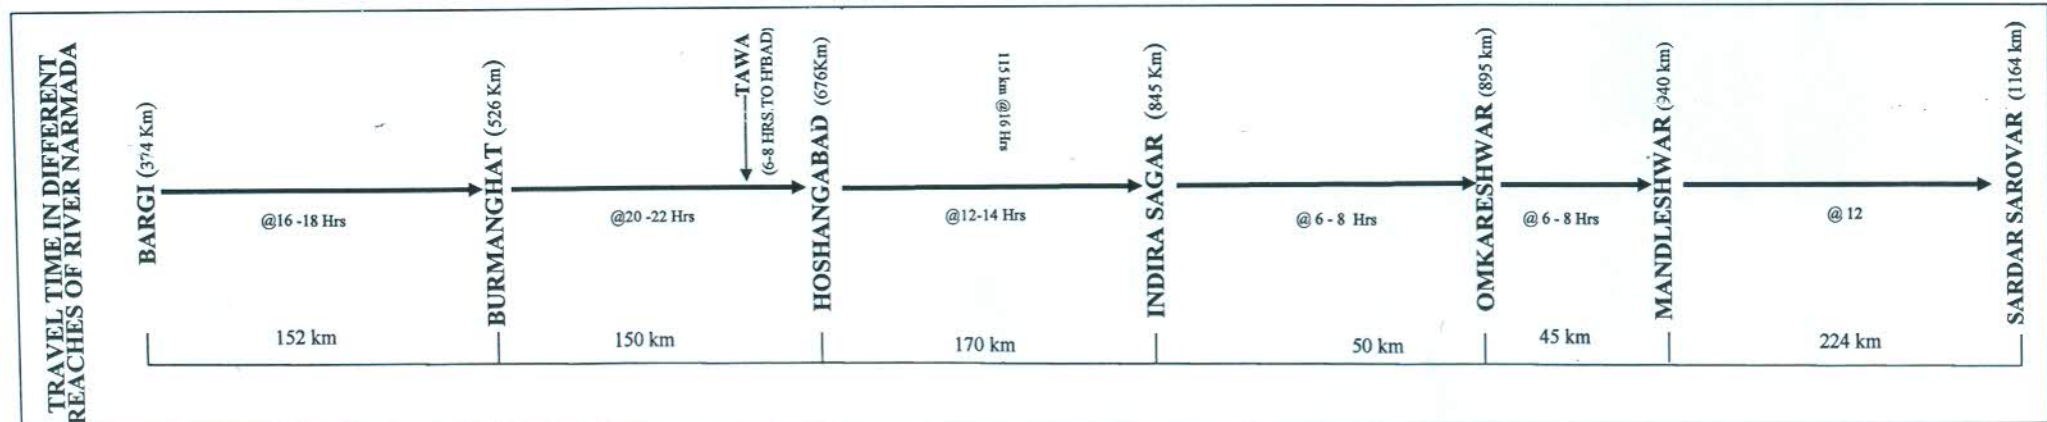 TRAVEL TIME IN DIFFERENT
REACHES OF RIVER NARMADA
BARGI (374 Km)
@16 -18 Hrs
BURMANGHAT (526 Km)
@20 -22 Hrs
TAWA
(6-8 HRS.TO H'BAD)
HOSHANGABAD (676Km)
115 km @16 Hrs
@12-14 Hrs
INDIRA SAGAR (845 Km)
@ 6 - 8 Hrs
OMKARESHWAR (895 km)
@ 6 - 8 Hrs
MANDLESHWAR (940 km)
@ 12
SARDAR SAROVAR (1164 km)
152 km
150 km
170 km
50 km
45 km
224 km